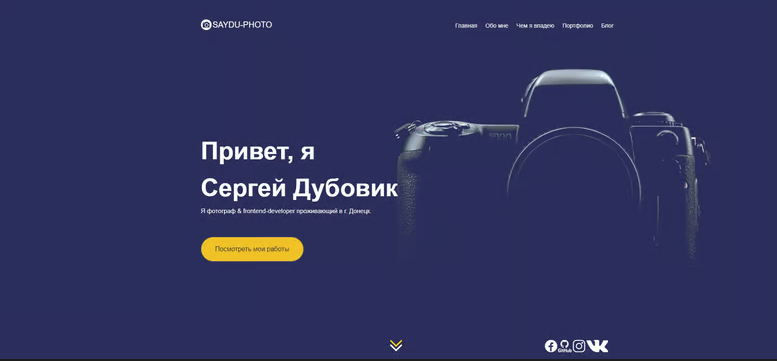 SAYDU-PHOTO
Главная Обо мне Чем я владею Портфолио Блог
Привет, я
Сергей Дубовик
Я фотограф & frontend-developer проживающий в г. Донецк.
Посмотреть мои работы
GitHub